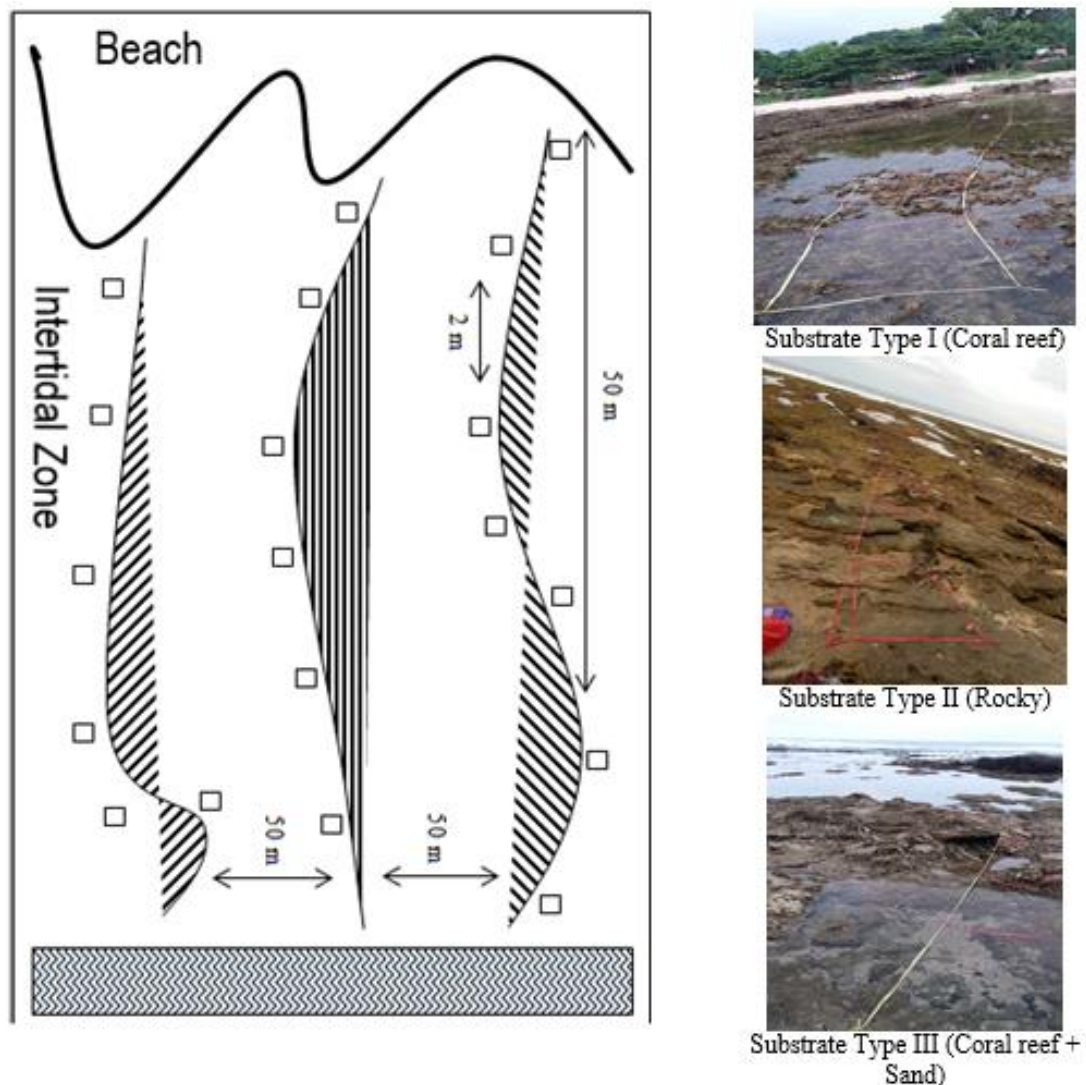 Beach
Intertidal Zone
2 m
50 m
50 m
50 m
Substrate Type I (Coral reef)
Substrate Type II (Rocky)
Substrate Type III (Coral reef +
Sand)